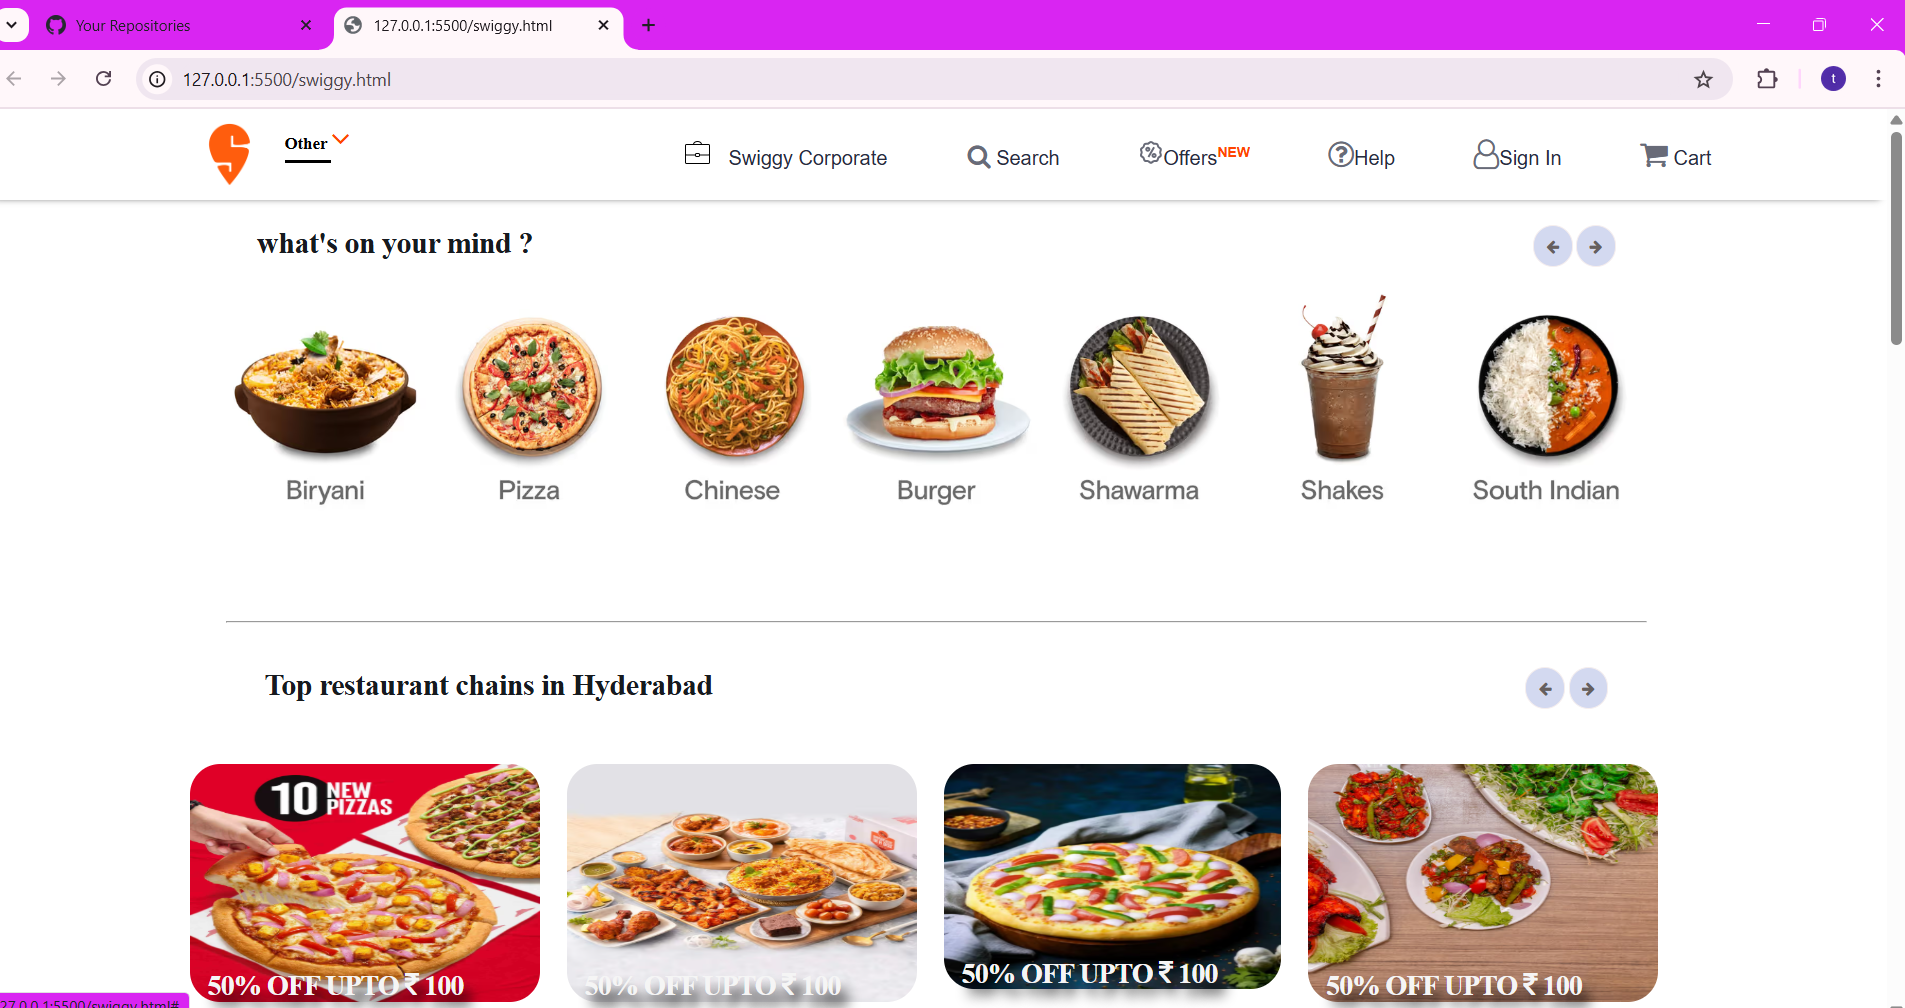 Your Repositories
127.0.0.1:5500/swiggy.html
127.0.0.1:5500/swiggy.html
t
Other
Swiggy Corporate
Search
OffersNEW
Help
Sign In
Cart
what's on your mind ?
Biryani
Pizza
Chinese
Burger
Shawarma
Shakes
South Indian
Top restaurant chains in Hyderabad
10 NEW
PIZZAS
50% OFF UPTO ₹ 100
50% OFF UPTO ₹ 100
50% OFF UPTO ₹ 100
50% OFF UPTO ₹ 100
27.0.0.1:5500/swiggy.html#